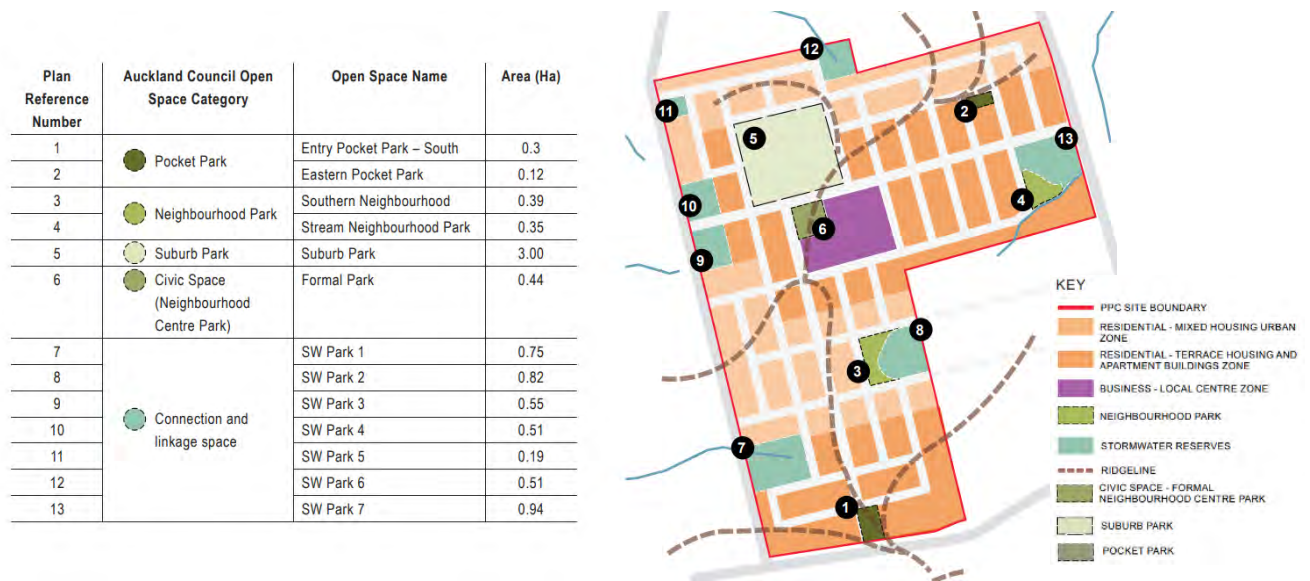 Plan
Reference
Number
Auckland Council Open
Space Category
Open Space Name
Area (Ha)
1
Pocket Park
Entry Pocket Park – South
0.3
2
Eastern Pocket Park
0.12
3
Neighbourhood Park
Southern Neighbourhood
0.39
4
Stream Neighbourhood Park
0.35
5
Suburb Park
Suburb Park
3.00
6
Civic Space
(Neighbourhood
Centre Park)
Formal Park
0.44
7
SW Park 1
0.75
8
SW Park 2
0.82
9
Connection and
linkage space
SW Park 3
0.55
10
SW Park 4
0.51
11
SW Park 5
0.19
12
SW Park 6
0.51
13
SW Park 7
0.94
12
11
2
5
13
10
4
6
9
8
3
7
1
KEY
PPC SITE BOUNDARY
RESIDENTIAL - MIXED HOUSING URBAN
ZONE
RESIDENTIAL - TERRACE HOUSING AND
APARTMENT BUILDINGS ZONE
BUSINESS - LOCAL CENTRE ZONE
NEIGHBOURHOOD PARK
STORMWATER RESERVES
RIDGELINE
CIVIC SPACE - FORMAL
NEIGHBOURHOOD CENTRE PARK
SUBURB PARK
POCKET PARK